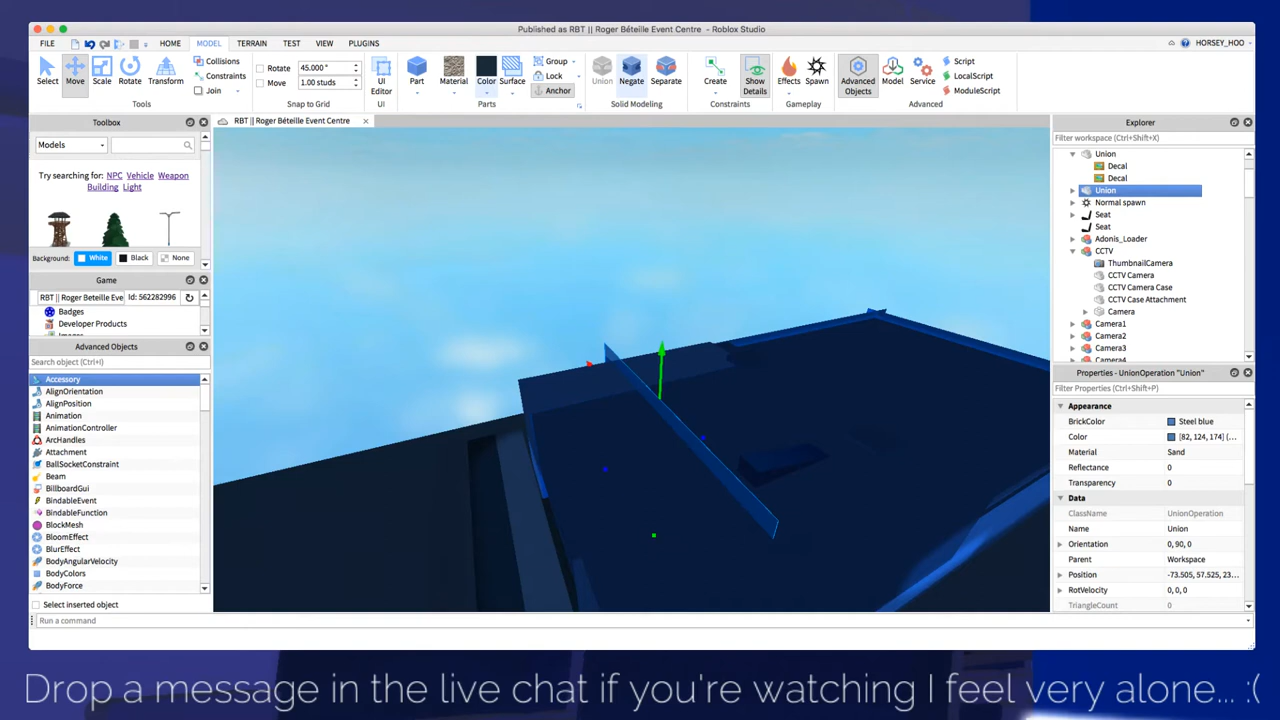 Published as RBT || Roger Béteille Event Centre - Roblox Studio
FILE HOME MODEL TERRAIN TEST VIEW PLUGINS HORSEY_HOO
Select Move Scale Rotate Transform
Collisions
Constraints
Join
Tools
Rotate 45.000 °
Move 1.00 studs
Snap to Grid
UI
Editor
UI
Part Material Color Surface
Group
Lock
Anchor
Parts
Union Negate Separate
Solid Modeling
Create Show
Details
Constraints
Effects Spawn
Gameplay
Advanced
Objects Model Service
Script
LocalScript
ModuleScript
Advanced
Toolbox
Models
Try searching for: NPC Vehicle Weapon
Building Light
Background: White Black None
Game
RBT || Roger Beteille Eve Id: 562282996
Badges
Developer Products
Advanced Objects
Search object (Ctrl+I)
Accessory
AlignOrientation
AlignPosition
Animation
AnimationController
ArcHandles
Attachment
BallSocketConstraint
Beam
BillboardGui
BindableEvent
BindableFunction
BlockMesh
BloomEffect
BlurEffect
BodyAngularVelocity
BodyColors
BodyForce
Select inserted object
Run a command
RBT || Roger Béteille Event Centre
Explorer
Filter workspace (Ctrl+Shift+X)
Union
Decal
Decal
Union
Normal spawn
Seat
Seat
Adonis_Loader
CCTV
ThumbnailCamera
CCTV Camera
CCTV Camera Case
CCTV Case Attachment
Camera
Camera1
Camera2
Camera3
Camera4
Properties - UnionOperation "Union"
Filter Properties (Ctrl+Shift+P)
Appearance
BrickColor Steel blue
Color [82, 124, 174] (...
Material Sand
Reflectance 0
Transparency 0
Data
ClassName UnionOperation
Name Union
Orientation 0, 90, 0
Parent Workspace
Position -73.505, 57.525, 23...
RotVelocity 0, 0, 0
TriangleCount 0
Drop a message in the live chat if you're watching I feel very alone... :(